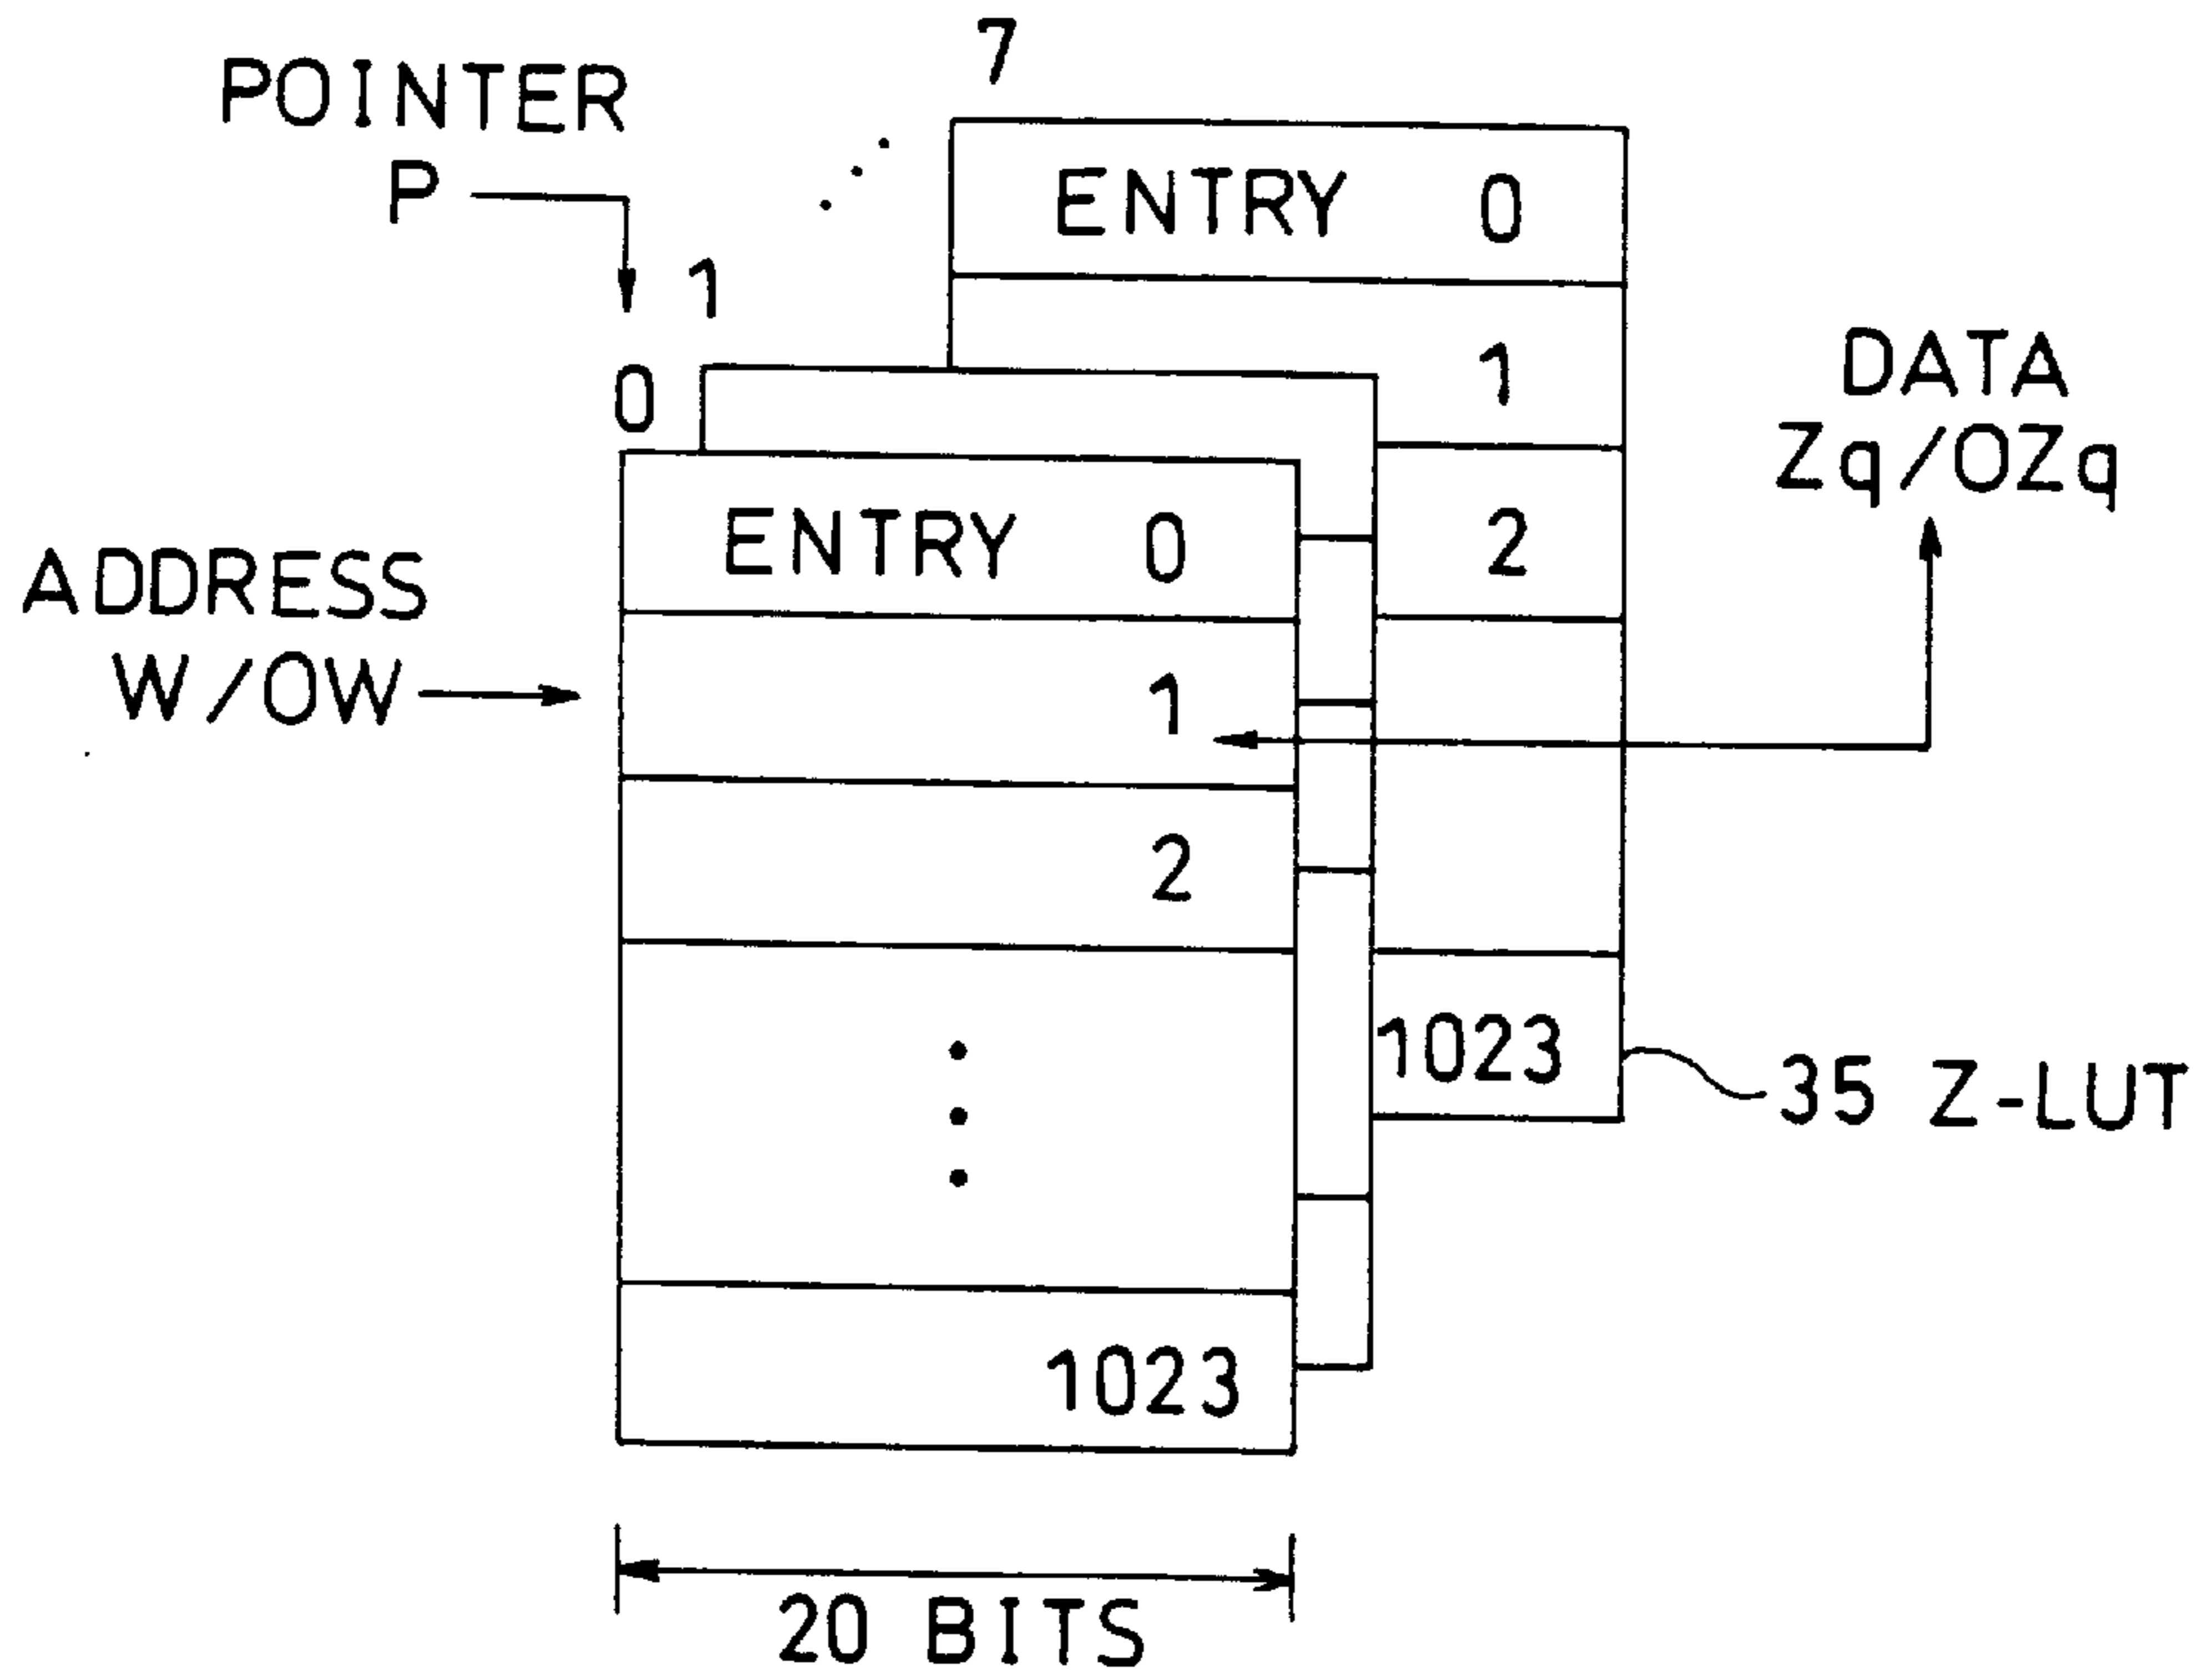 7
POINTER
P
1
0
ENTRY 0
1
2
1023
DATA
Zq/OZq
ENTRY 0
1
2
1023
ADDRESS
W/OW
35 Z-LUT
20 BITS